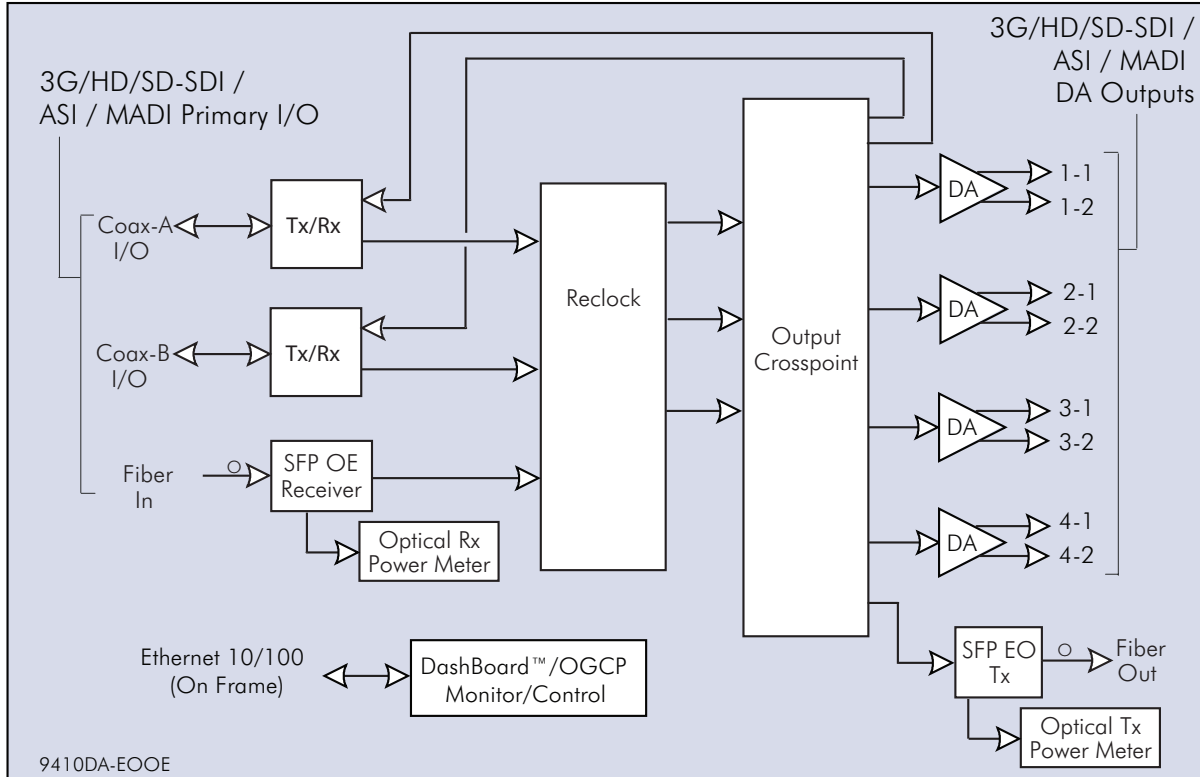 3G/HD/SD-SDI /
ASI / MADI Primary I/O
3G/HD/SD-SDI /
ASI / MADI
DA Outputs
Coax-A
I/O
Tx/Rx
Coax-B
I/O
Tx/Rx
Fiber
In
SFP OE
Receiver
Optical Rx
Power Meter
Reclock
Output
Crosspoint
DA
1-1
1-2
DA
2-1
2-2
DA
3-1
3-2
DA
4-1
4-2
SFP EO
Tx
Fiber
Out
Optical Tx
Power Meter
Ethernet 10/100
(On Frame)
DashBoard™/OGCP
Monitor/Control
9410DA-EOOE